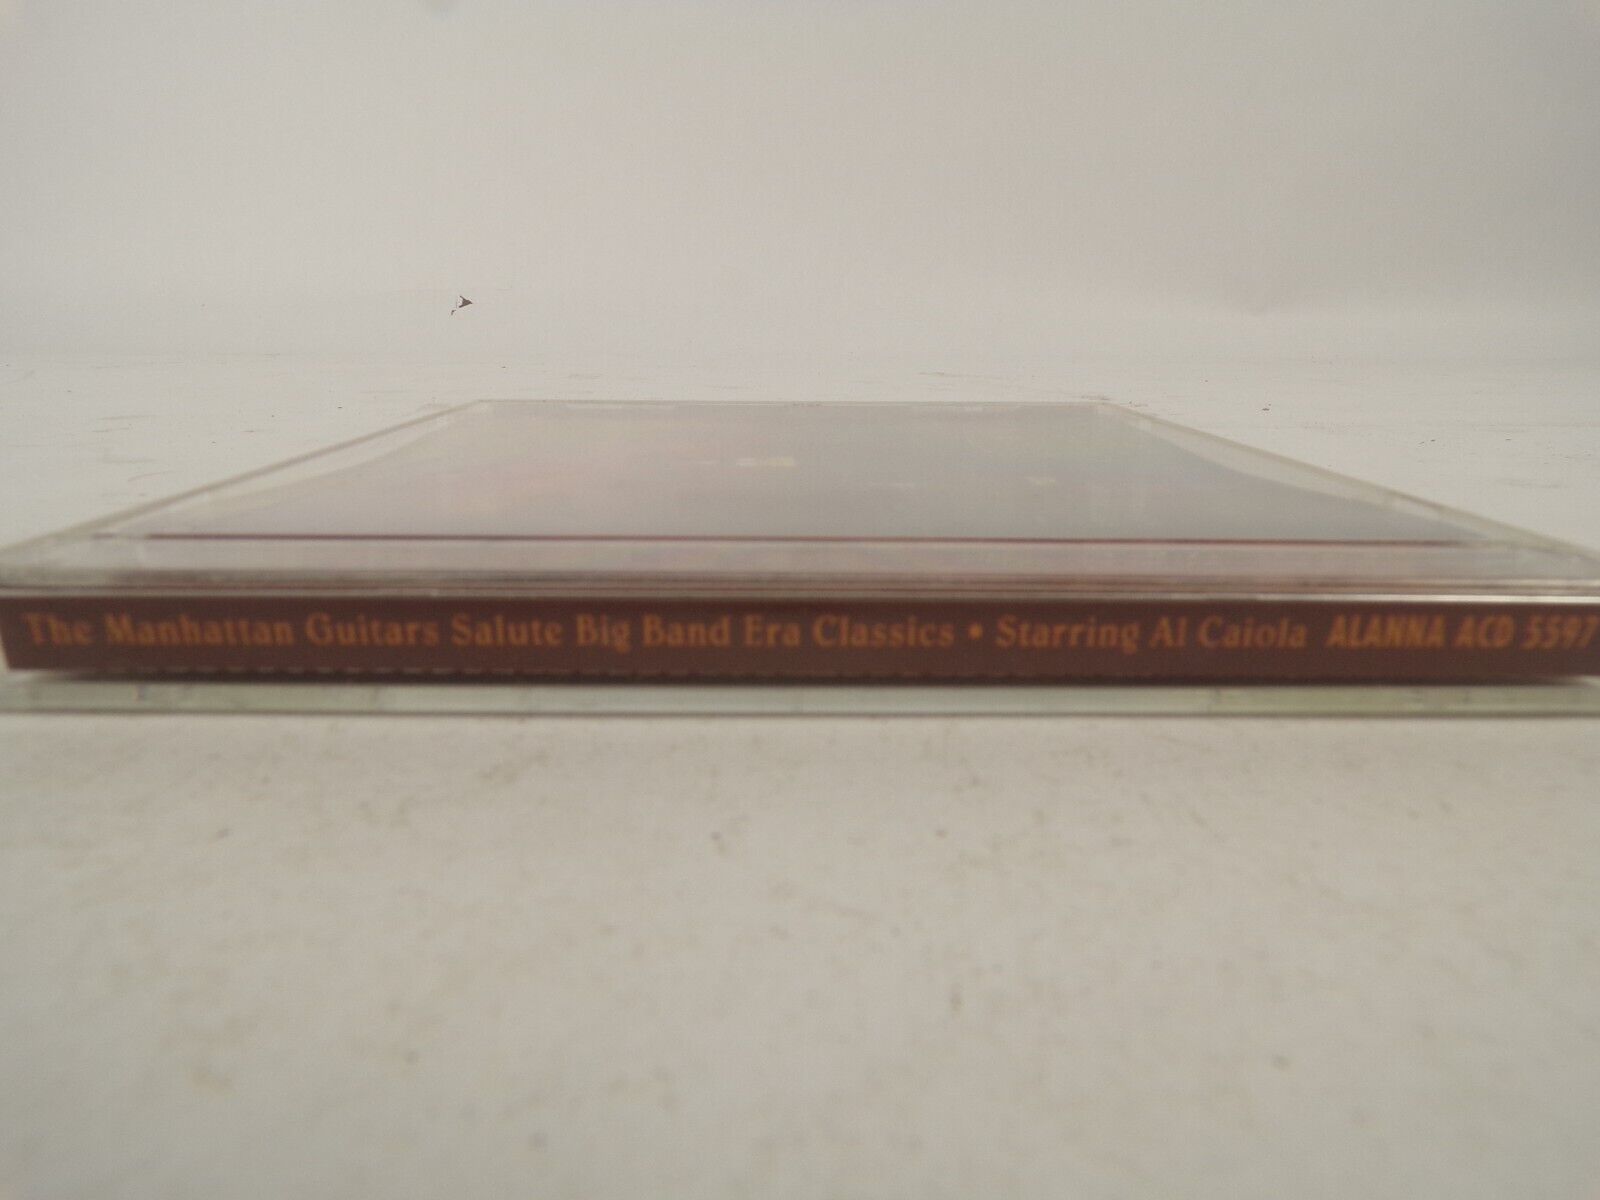 The Manhattan Guitars Salute Big Band Era Classics • Starring Al Caiola ALANNA ACD 5597